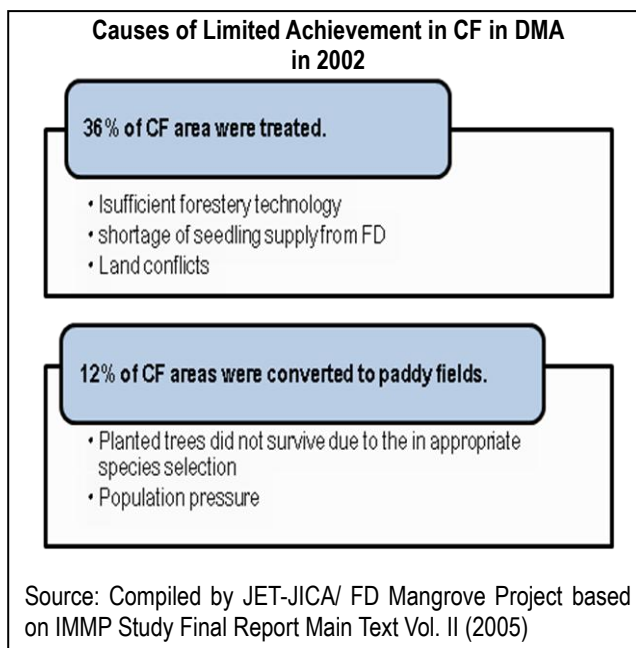 Causes of Limited Achievement in CF in DMA
in 2002
36% of CF area were treated.
• Isufficient forestery technology
• shortage of seedling supply from FD
• Land conflicts
12% of CF areas were converted to paddy fields.
• Planted trees did not survive due to the in appropriate
species selection
• Population pressure
Source: Compiled by JET-JICA/ FD Mangrove Project based
on IMMP Study Final Report Main Text Vol. II (2005)